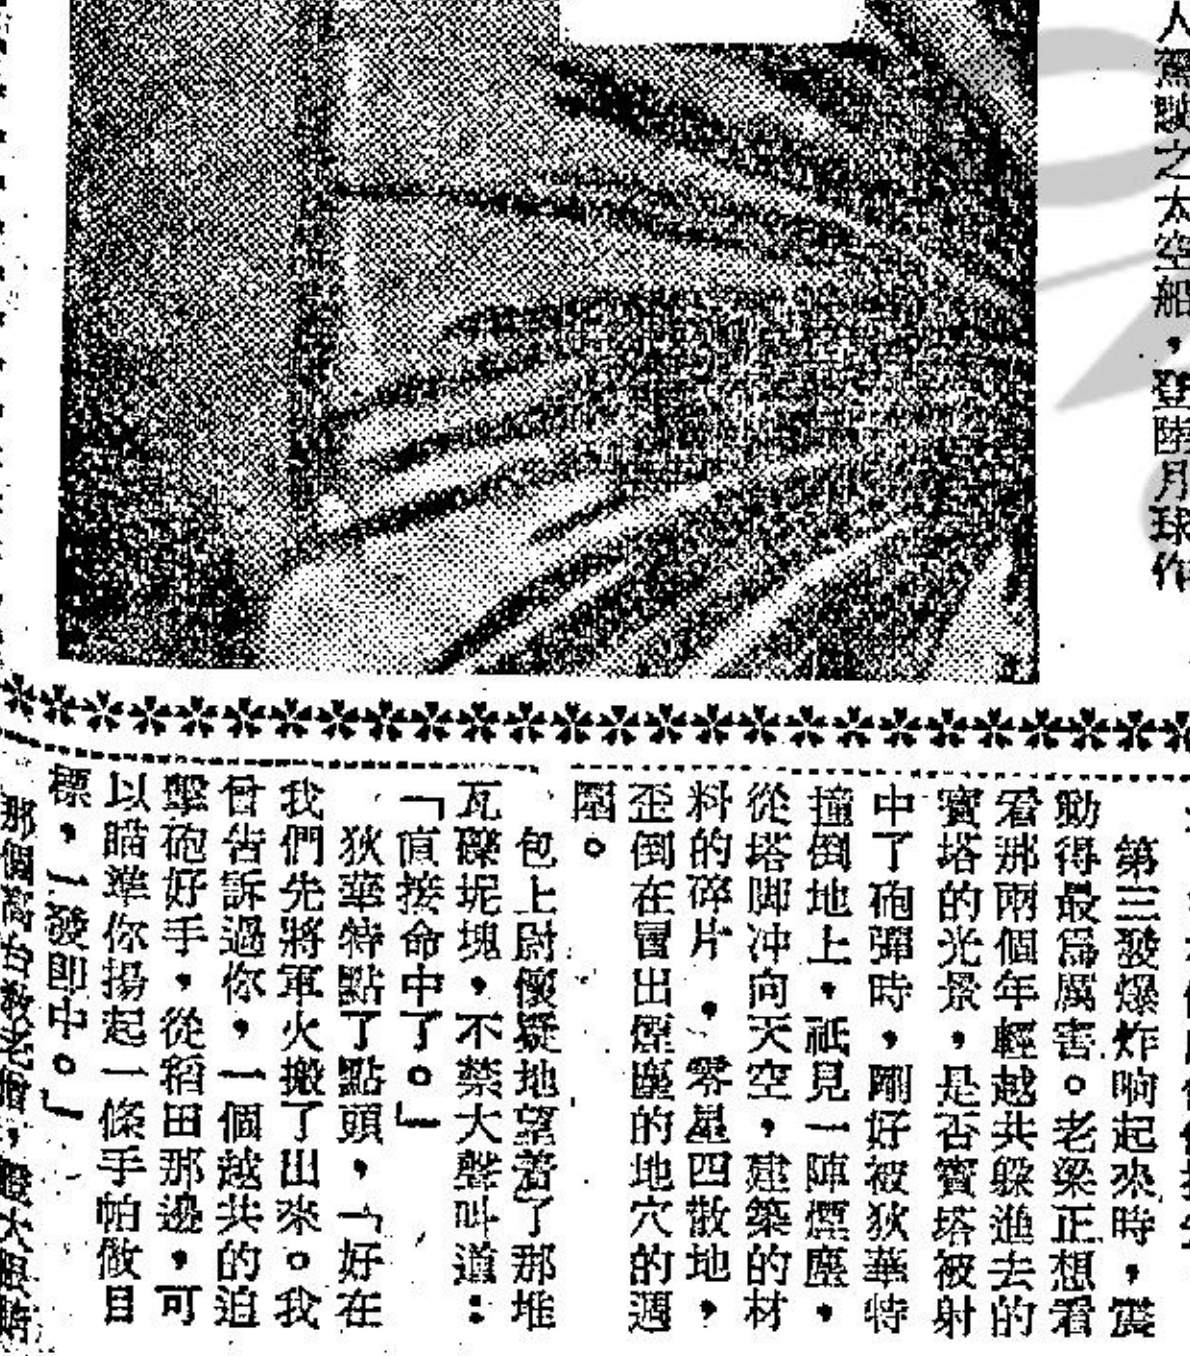 人駕駛之太空船，登陸月球作
第三發爆炸响起來時，震
動得最爲厲害。老梁正想看
看那兩個年輕越共躲進去的
寶塔的光景，是否寶塔被射
中了砲彈時，剛好被狄華特
撞倒地上，祗見一陣煙塵，
從塔脚冲向天空，建築的材
料的碎片，零星四散地，
歪倒在冒出煙塵的地穴的週
圍。
包上尉懷疑地望着了那堆
瓦礫坭塊，不禁大聲叫道：
「直接命中了。」
狄華特點了點頭，「好在
我們先將軍火搬了出來。我
曾告訴過你，一個越共的迫
擊砲好手，從稻田那邊，可
以瞄準你揚起一條手帕做目
標，一發即中。」
那個高